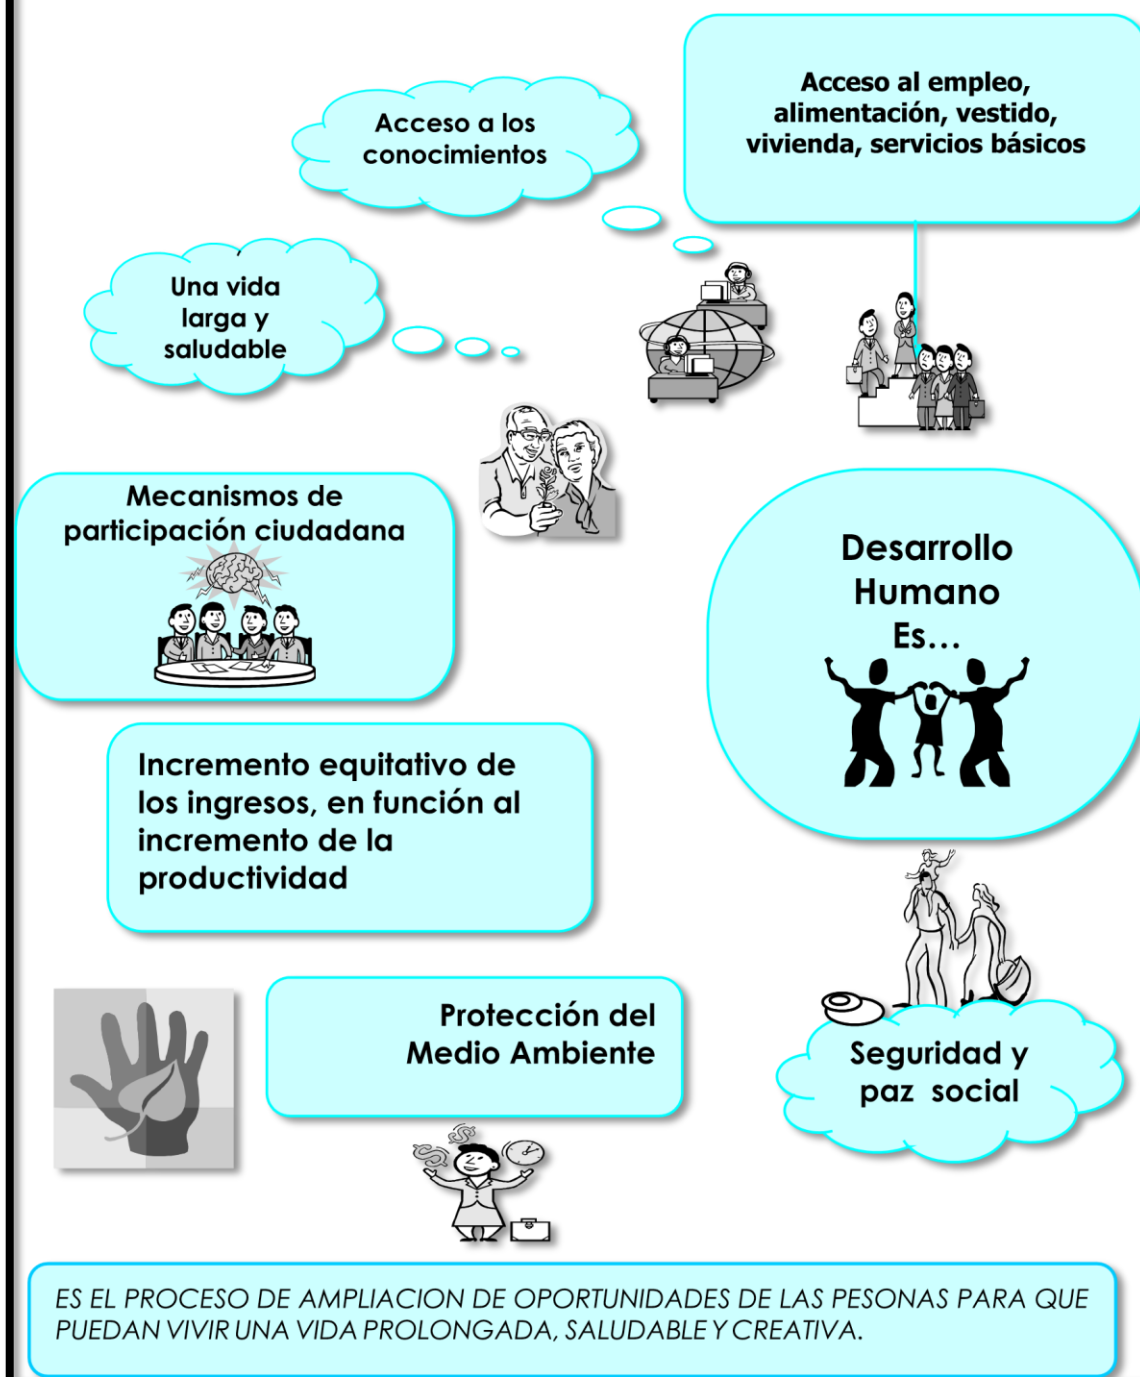 Acceso al empleo,
alimentación, vestido,
vivienda, servicios básicos
Acceso a los
conocimientos
Una vida
larga y
saludable
Mecanismos de
participación ciudadana
Desarrollo
Humano
Es...
Incremento equitativo de
los ingresos, en función al
incremento de la
productividad
Protección del
Medio Ambiente
Seguridad y
paz social
ES EL PROCESO DE AMPLIACION DE OPORTUNIDADES DE LAS PESONAS PARA QUE
PUEDAN VIVIR UNA VIDA PROLONGADA, SALUDABLE Y CREATIVA.